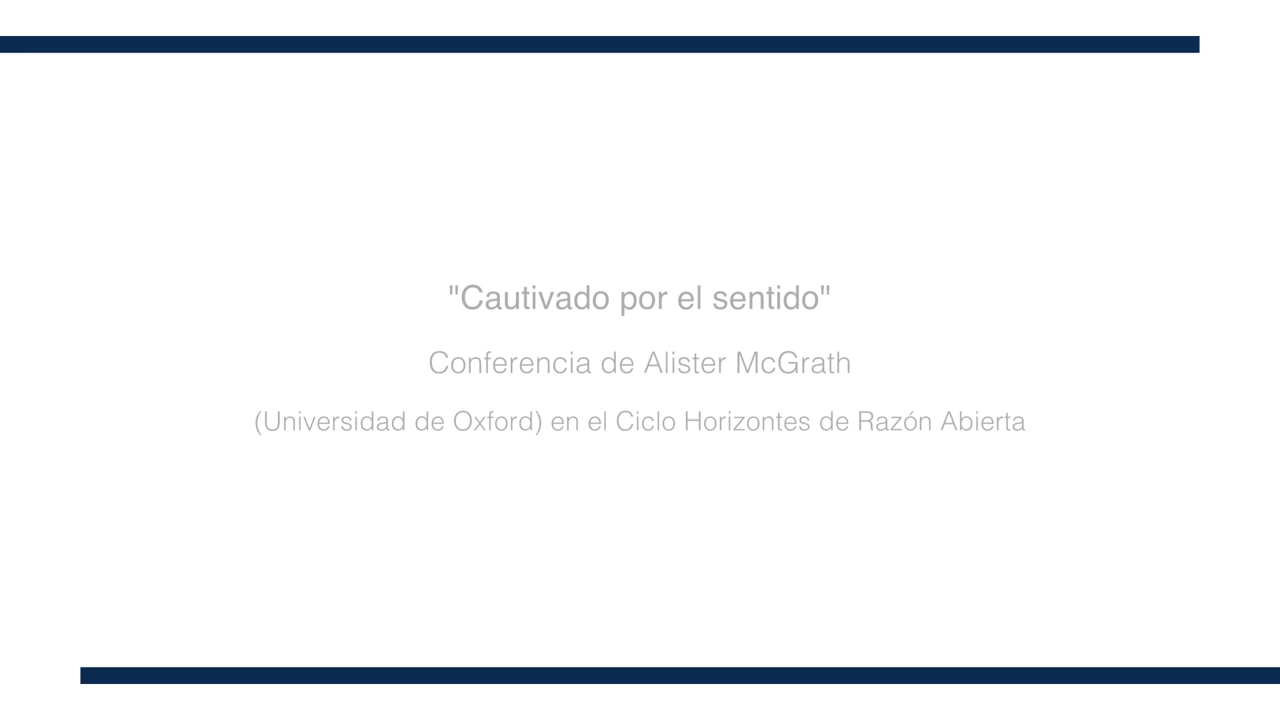 "Cautivado por el sentido"
Conferencia de Alister McGrath
(Universidad de Oxford) en el Ciclo Horizontes de Razón Abierta